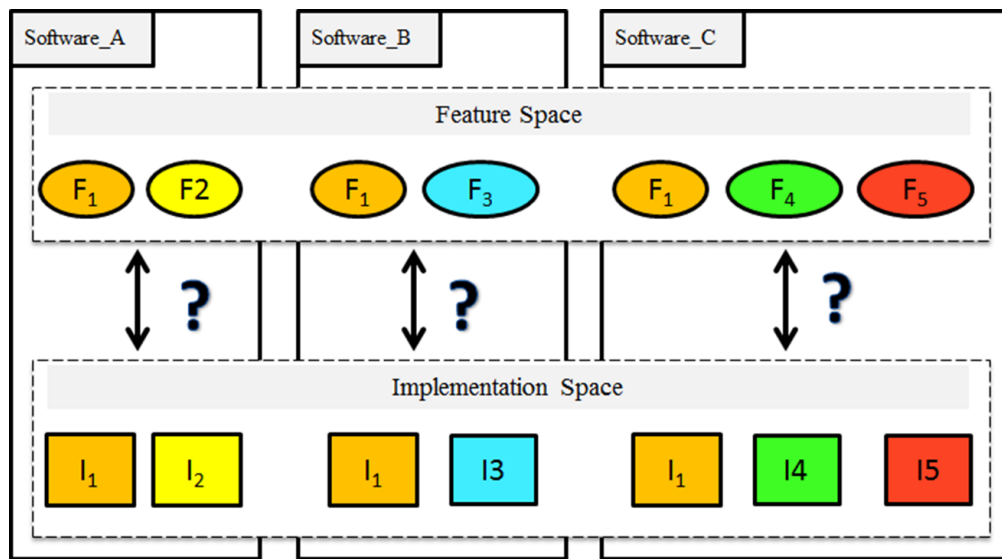 Software_A Software_B Software_C
Feature Space
F₁ F2 F₁ F₃ F₁ F₄ F₅
? ? ?
Implementation Space
I₁ I₂ I₁ I3 I₁ I4 I5